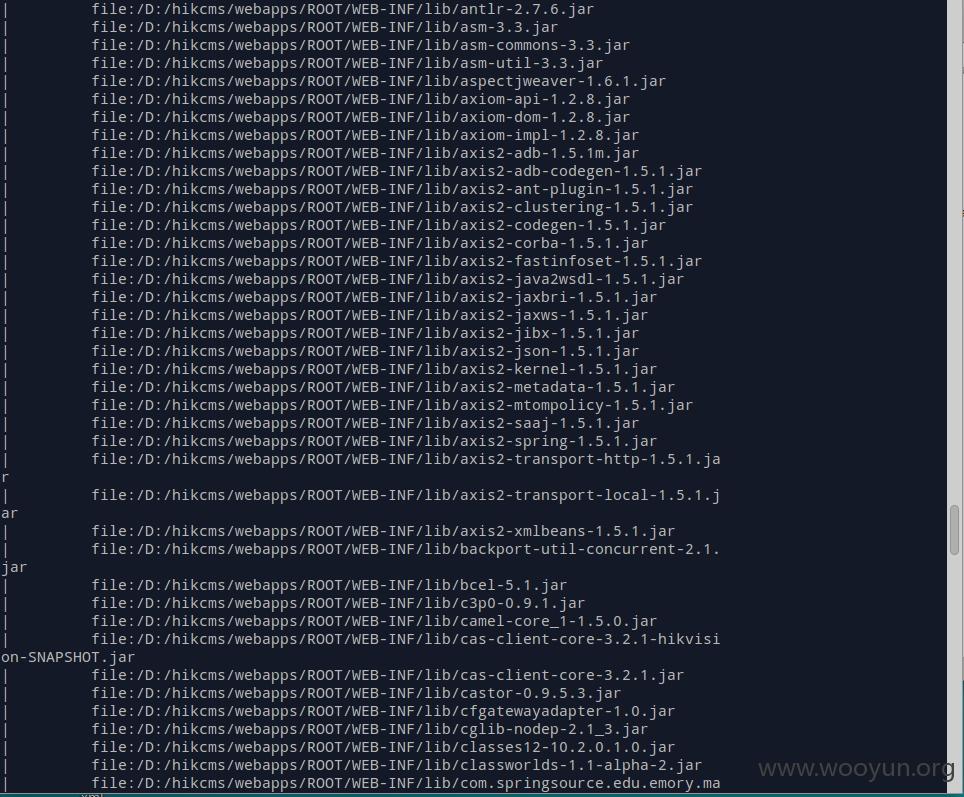 |         file:/D:/hikcms/webapps/ROOT/WEB-INF/lib/antlr-2.7.6.jar
|         file:/D:/hikcms/webapps/ROOT/WEB-INF/lib/asm-3.3.jar
|         file:/D:/hikcms/webapps/ROOT/WEB-INF/lib/asm-commons-3.3.jar
|         file:/D:/hikcms/webapps/ROOT/WEB-INF/lib/asm-util-3.3.jar
|         file:/D:/hikcms/webapps/ROOT/WEB-INF/lib/aspectjweaver-1.6.1.jar
|         file:/D:/hikcms/webapps/ROOT/WEB-INF/lib/axiom-api-1.2.8.jar
|         file:/D:/hikcms/webapps/ROOT/WEB-INF/lib/axiom-dom-1.2.8.jar
|         file:/D:/hikcms/webapps/ROOT/WEB-INF/lib/axiom-impl-1.2.8.jar
|         file:/D:/hikcms/webapps/ROOT/WEB-INF/lib/axis2-adb-1.5.1m.jar
|         file:/D:/hikcms/webapps/ROOT/WEB-INF/lib/axis2-adb-codegen-1.5.1.jar
|         file:/D:/hikcms/webapps/ROOT/WEB-INF/lib/axis2-ant-plugin-1.5.1.jar
|         file:/D:/hikcms/webapps/ROOT/WEB-INF/lib/axis2-clustering-1.5.1.jar
|         file:/D:/hikcms/webapps/ROOT/WEB-INF/lib/axis2-codegen-1.5.1.jar
|         file:/D:/hikcms/webapps/ROOT/WEB-INF/lib/axis2-corba-1.5.1.jar
|         file:/D:/hikcms/webapps/ROOT/WEB-INF/lib/axis2-fastinfoset-1.5.1.jar
|         file:/D:/hikcms/webapps/ROOT/WEB-INF/lib/axis2-java2wsdl-1.5.1.jar
|         file:/D:/hikcms/webapps/ROOT/WEB-INF/lib/axis2-jaxbri-1.5.1.jar
|         file:/D:/hikcms/webapps/ROOT/WEB-INF/lib/axis2-jaxws-1.5.1.jar
|         file:/D:/hikcms/webapps/ROOT/WEB-INF/lib/axis2-jibx-1.5.1.jar
|         file:/D:/hikcms/webapps/ROOT/WEB-INF/lib/axis2-json-1.5.1.jar
|         file:/D:/hikcms/webapps/ROOT/WEB-INF/lib/axis2-kernel-1.5.1.jar
|         file:/D:/hikcms/webapps/ROOT/WEB-INF/lib/axis2-metadata-1.5.1.jar
|         file:/D:/hikcms/webapps/ROOT/WEB-INF/lib/axis2-mtompolicy-1.5.1.jar
|         file:/D:/hikcms/webapps/ROOT/WEB-INF/lib/axis2-saaj-1.5.1.jar
|         file:/D:/hikcms/webapps/ROOT/WEB-INF/lib/axis2-spring-1.5.1.jar
|         file:/D:/hikcms/webapps/ROOT/WEB-INF/lib/axis2-transport-http-1.5.1.ja
r
|         file:/D:/hikcms/webapps/ROOT/WEB-INF/lib/axis2-transport-local-1.5.1.j
ar
|         file:/D:/hikcms/webapps/ROOT/WEB-INF/lib/axis2-xmlbeans-1.5.1.jar
|         file:/D:/hikcms/webapps/ROOT/WEB-INF/lib/backport-util-concurrent-2.1.
jar
|         file:/D:/hikcms/webapps/ROOT/WEB-INF/lib/bcel-5.1.jar
|         file:/D:/hikcms/webapps/ROOT/WEB-INF/lib/c3p0-0.9.1.jar
|         file:/D:/hikcms/webapps/ROOT/WEB-INF/lib/camel-core_1-1.5.0.jar
|         file:/D:/hikcms/webapps/ROOT/WEB-INF/lib/cas-client-core-3.2.1-hikvisi
on-SNAPSHOT.jar
|         file:/D:/hikcms/webapps/ROOT/WEB-INF/lib/cas-client-core-3.2.1.jar
|         file:/D:/hikcms/webapps/ROOT/WEB-INF/lib/castor-0.9.5.3.jar
|         file:/D:/hikcms/webapps/ROOT/WEB-INF/lib/cfgatewayadapter-1.0.jar
|         file:/D:/hikcms/webapps/ROOT/WEB-INF/lib/cglib-nodep-2.1_3.jar
|         file:/D:/hikcms/webapps/ROOT/WEB-INF/lib/classes12-10.2.0.1.0.jar
|         file:/D:/hikcms/webapps/ROOT/WEB-INF/lib/classworlds-1.1-alpha-2.jar
|         file:/D:/hikcms/webapps/ROOT/WEB-INF/lib/com.springsource.edu.emory.ma
www.wooyun.org